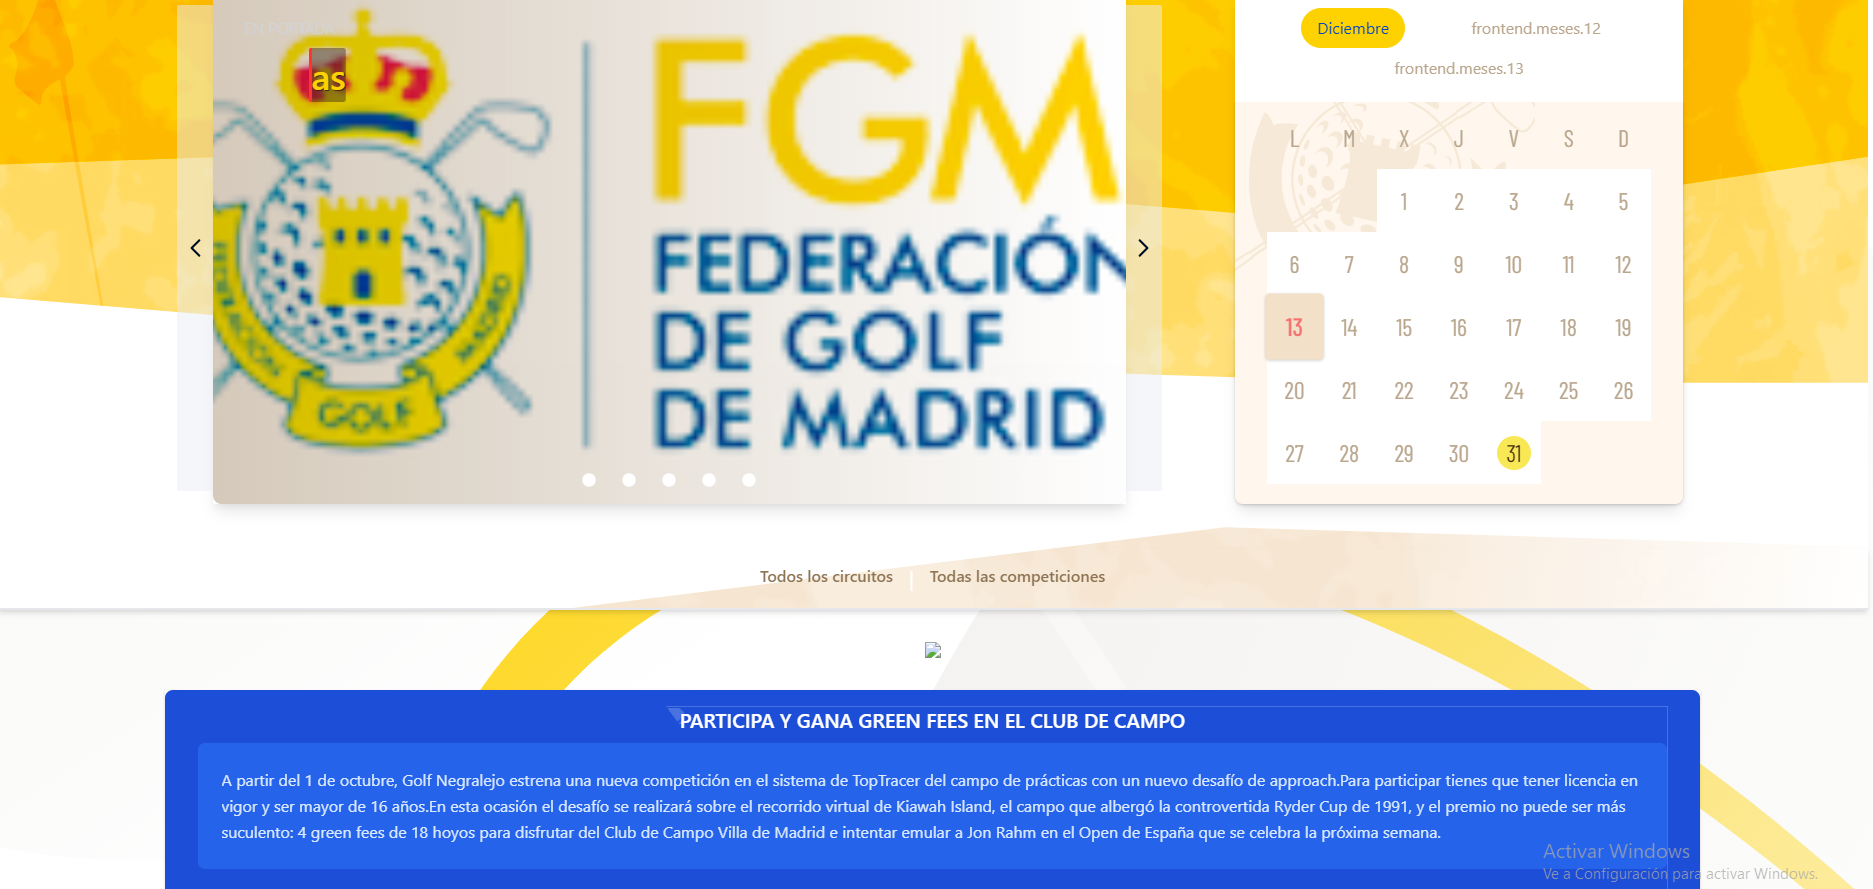 EN PORTADA
as
FGM
FEDERACIÓN
DE GOLF
DE MADRID
FEDERACION
MADRID
GOLF
Diciembre
frontend.meses.12
frontend.meses.13
L M X J V S D
1 2 3 4 5
6 7 8 9 10 11 12
13 14 15 16 17 18 19
20 21 22 23 24 25 26
27 28 29 30 31
Todos los circuitos
Todas las competiciones
PARTICIPA Y GANA GREEN FEES EN EL CLUB DE CAMPO
A partir del 1 de octubre, Golf Negralejo estrena una nueva competición en el sistema de TopTracer del campo de prácticas con un nuevo desafío de approach.Para participar tienes que tener licencia en
vigor y ser mayor de 16 años.En esta ocasión el desafío se realizará sobre el recorrido virtual de Kiawah Island, el campo que albergó la controvertida Ryder Cup de 1991, y el premio no puede ser más
suculento: 4 green fees de 18 hoyos para disfrutar del Club de Campo Villa de Madrid e intentar emular a Jon Rahm en el Open de España que se celebra la próxima semana.
Activar Windows
Ve a Configuración para activar Windows.